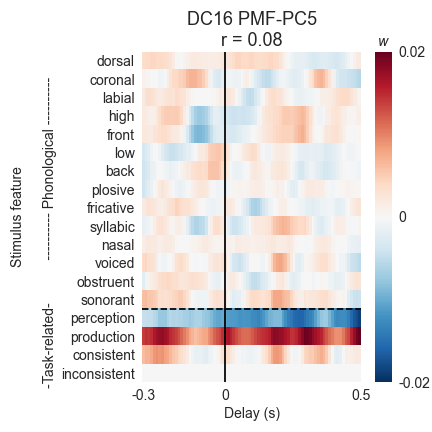 DC16 PMF-PC5
r = 0.08
w
dorsal
coronal
labial
high
front
low
back
plosive
fricative
syllabic
nasal
voiced
obstruent
sonorant
perception
production
consistent
inconsistent
Stimulus feature
-Task-related- ---------- Phonological ----------
0.02
0
-0.02
-0.3
0
0.5
Delay (s)